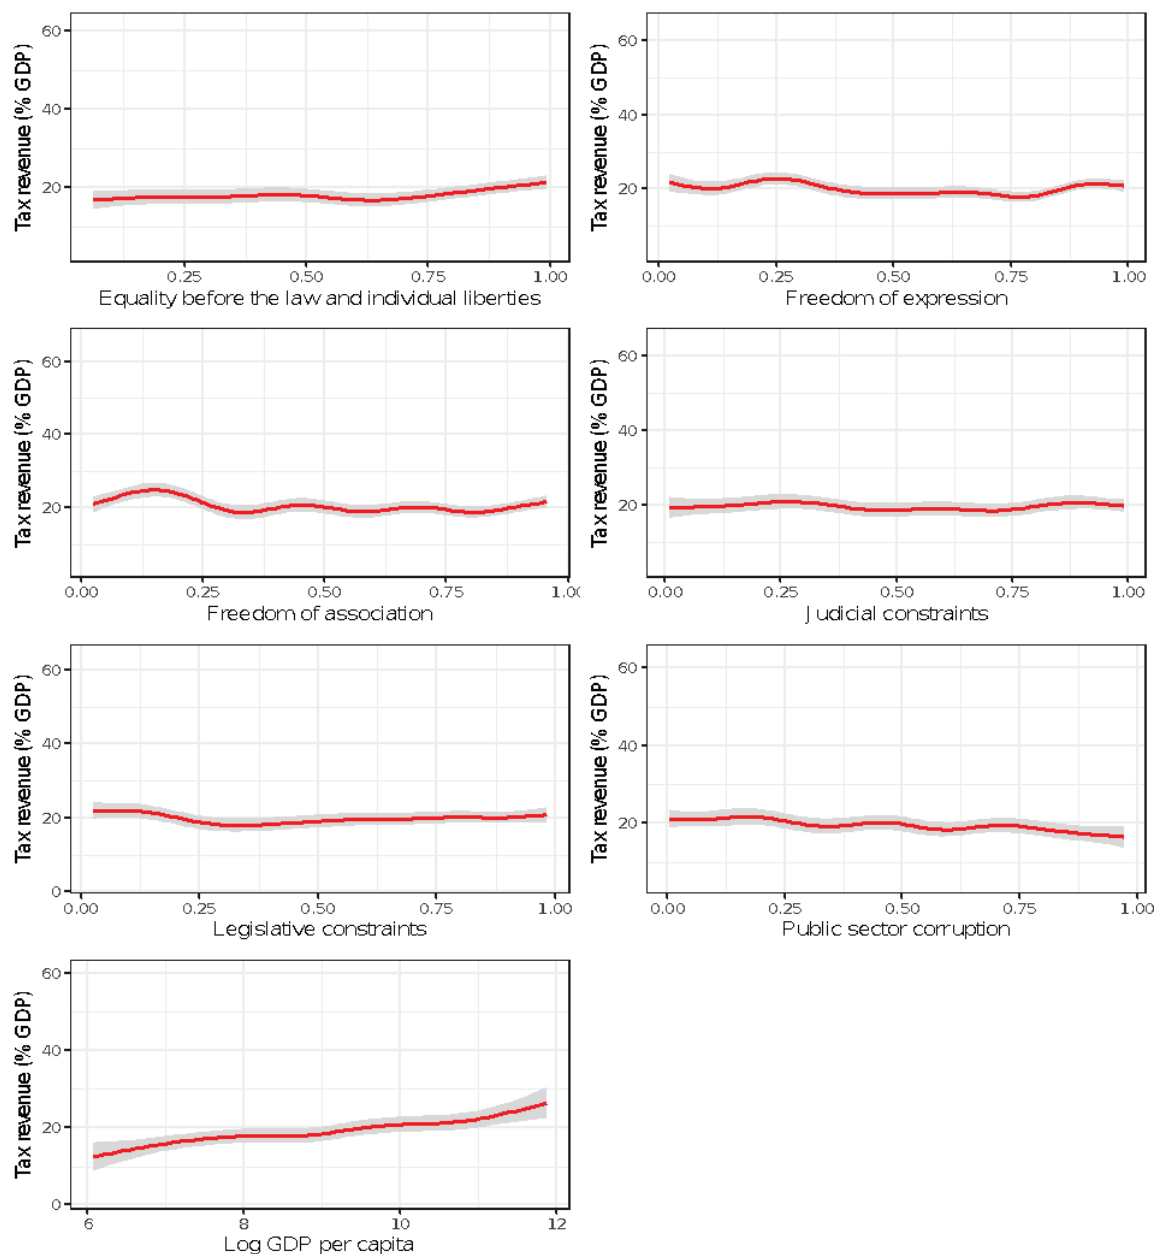 Tax revenue (% GDP)
60
40
20
0.25 0.50 0.75 1.00
Equality before the law and individual liberties
Tax revenue (% GDP)
60
40
20
0.00 0.25 0.50 0.75 1.00
Freedom of expression
Tax revenue (% GDP)
60
40
20
0.00 0.25 0.50 0.75 1.0(
Freedom of association
Tax revenue (% GDP)
60
40
20
0.00 0.25 0.50 0.75 1.00
Judicial constraints
Tax revenue (% GDP)
60
40
20
0
0.00 0.25 0.50 0.75 1.00
Legislative constraints
Tax revenue (% GDP)
60
40
20
0.00 0.25 0.50 0.75 1.00
Public sector corruption
Tax revenue (% GDP)
60
40
20
0
6 8 10 12
Log GDP per capita